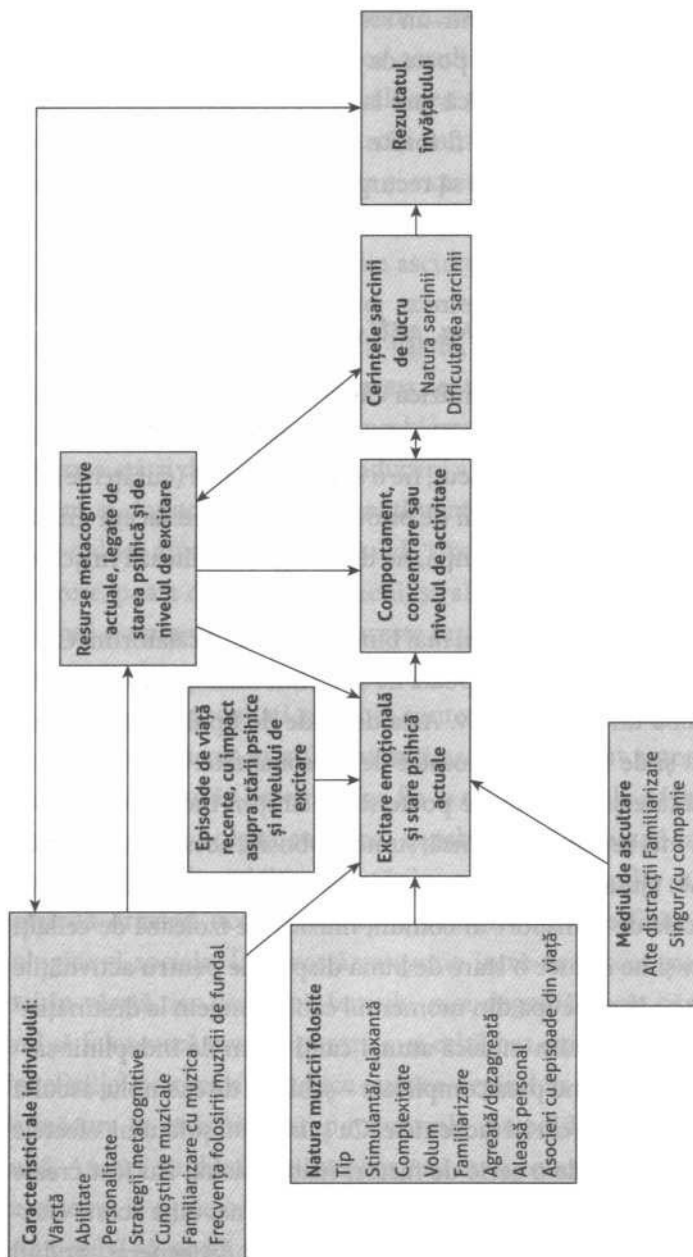 Caracteristici ale individului
Vârstă
Abilitate
Personalitate
Strategii metacognitive
Cunoștințe muzicale
Familiarizare cu muzica
Frecvența folosirii muzicii de fundal
Natura muzicii folosite
Tip
Stimulantă/relaxantă
Complexitate
Volum
Familiarizare
Agreată/dezagreată
Aleasă personal
Asocieri cu episoade din viață
Episoade de viață
recente, cu impact
asupra stării psihice
și nivelului de
excitare
Resurse metacognitive
actuale, legate de
starea psihică și de
nivelul de excitare
Excitare emoțională
și stare psihică
actuale
Mediul de ascultare
Alte distracții Familiarizare
Singur/cu companie
Comportament,
concentrare sau
nivelul de activitate
Cerințele sarcinii
de lucru
Natura sarcinii
Dificultatea sarcinii
Rezultatul
învățatului